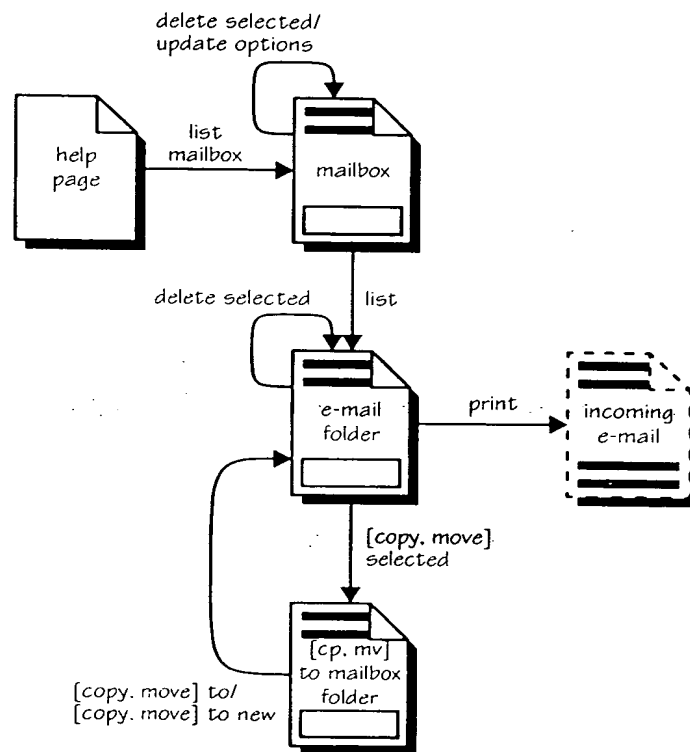 delete selected/
update options
help
page
list
mailbox
mailbox
delete selected
list
e-mail
folder
print
incoming
e-mail
[copy, move]
selected
[cp, mv]
to mailbox
folder
[copy, move] to/
[copy, move] to new